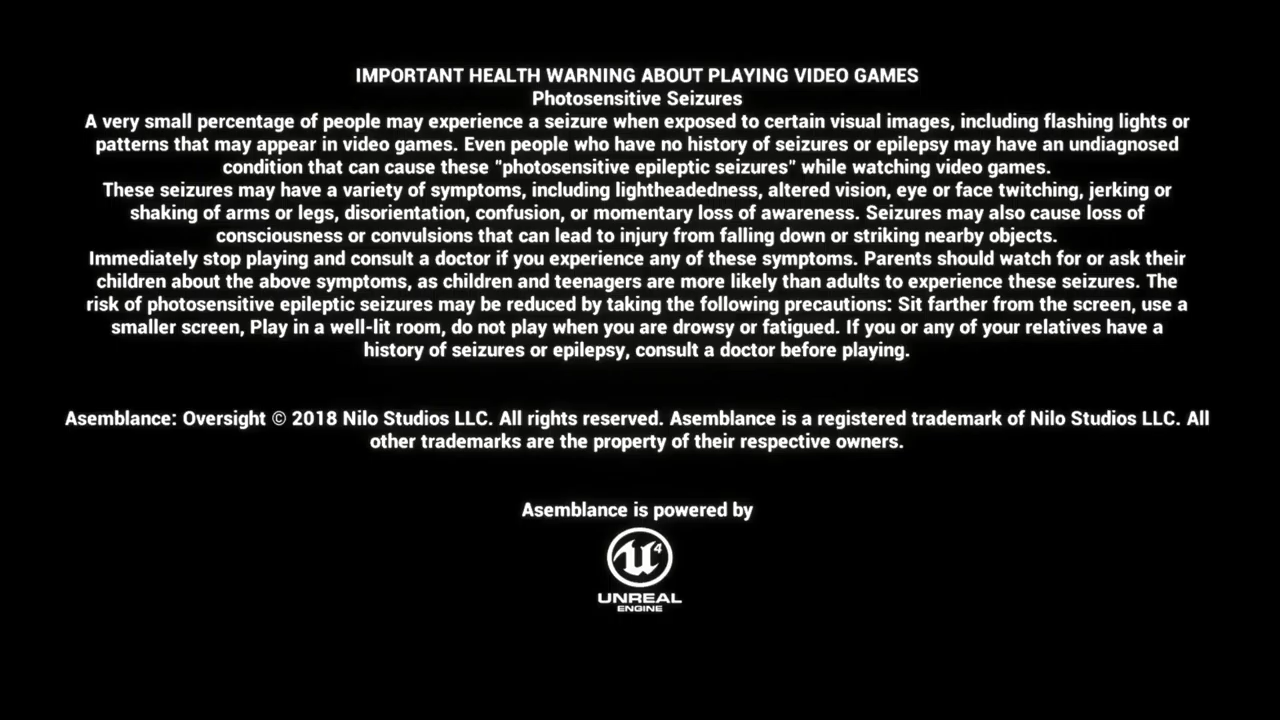 IMPORTANT HEALTH WARNING ABOUT PLAYING VIDEO GAMES
Photosensitive Seizures
A very small percentage of people may experience a seizure when exposed to certain visual images, including flashing lights or
patterns that may appear in video games. Even people who have no history of seizures or epilepsy may have an undiagnosed
condition that can cause these "photosensitive epileptic seizures" while watching video games.
These seizures may have a variety of symptoms, including lightheadedness, altered vision, eye or face twitching, jerking or
shaking of arms or legs, disorientation, confusion, or momentary loss of awareness. Seizures may also cause loss of
consciousness or convulsions that can lead to injury from falling down or striking nearby objects.
Immediately stop playing and consult a doctor if you experience any of these symptoms. Parents should watch for or ask their
children about the above symptoms, as children and teenagers are more likely than adults to experience these seizures. The
risk of photosensitive epileptic seizures may be reduced by taking the following precautions: Sit farther from the screen, use a
smaller screen, Play in a well-lit room, do not play when you are drowsy or fatigued. If you or any of your relatives have a
history of seizures or epilepsy, consult a doctor before playing.
Asemblance: Oversight © 2018 Nilo Studios LLC. All rights reserved. Asemblance is a registered trademark of Nilo Studios LLC. All
other trademarks are the property of their respective owners.
Asemblance is powered by
U4
UNREAL
ENGINE